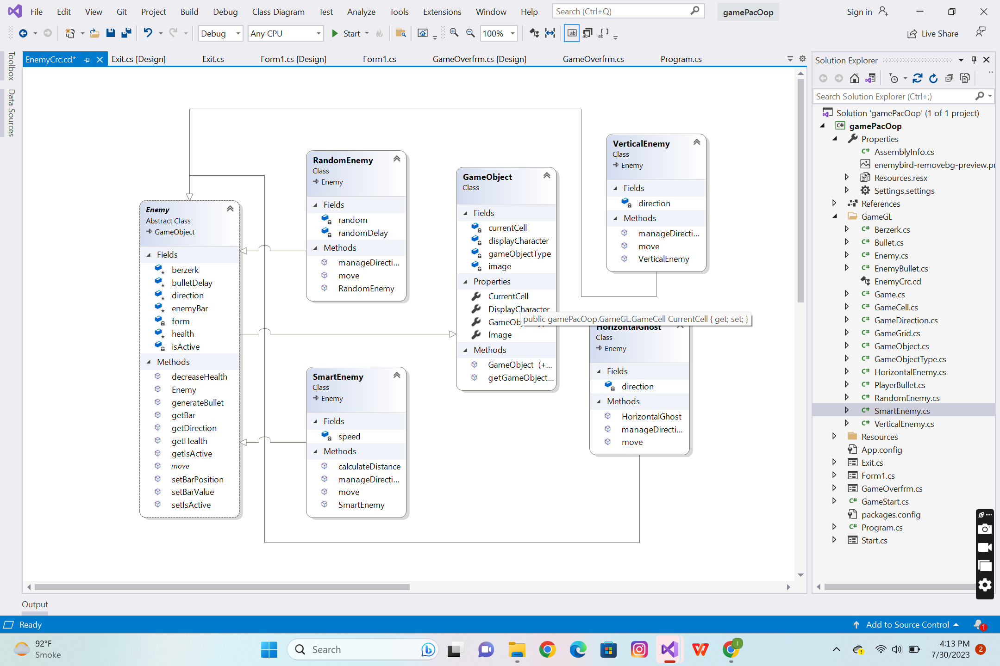 File Edit View Git Project Build Debug Class Diagram Test Analyze Tools Extensions Window Help Search (Ctrl+Q) gamePacOop Sign in
Debug Any CPU Start 100% Live Share
Toolbox
Data Sources
EnemyCrc.cd* Exit.cs [Design] Exit.cs Form1.cs [Design] Form1.cs GameOverfrm.cs [Design] GameOverfrm.cs Program.cs
Enemy
Abstract Class
GameObject
Fields
berzerk
bulletDelay
direction
enemyBar
form
health
isActive
Methods
decreaseHealth
Enemy
generateBullet
getBar
getDirection
getHealth
getIsActive
move
setBarPosition
setBarValue
setIsActive
RandomEnemy
Class
Enemy
Fields
random
randomDelay
Methods
manageDirecti...
move
RandomEnemy
SmartEnemy
Class
Enemy
Fields
speed
Methods
calculateDistance
manageDirecti...
move
SmartEnemy
GameObject
Class
Fields
currentCell
displayCharacter
gameObjectType
image
Properties
CurrentCell
DisplayCharacter
Image
Methods
GameObject (+...
getGameObject...
public gamePacOop.GameGL.GameCell CurrentCell { get; set; }
VerticalEnemy
Class
Enemy
Fields
direction
Methods
manageDirecti...
move
VerticalEnemy
HorizontalGhost
Class
Enemy
Fields
direction
Methods
HorizontalGhost
manageDirecti...
move
Solution Explorer
Search Solution Explorer (Ctrl+;)
Solution 'gamePacOop' (1 of 1 project)
C# gamePacOop
Properties
C# AssemblyInfo.cs
enemybird-removebg-preview.pr
Resources.resx
Settings.settings
References
GameGL
C# Berzerk.cs
C# Bullet.cs
C# Enemy.cs
C# EnemyBullet.cs
EnemyCrc.cd
C# Game.cs
C# GameCell.cs
C# GameDirection.cs
C# GameGrid.cs
C# GameObject.cs
C# GameObjectType.cs
C# HorizontalEnemy.cs
C# PlayerBullet.cs
C# RandomEnemy.cs
C# SmartEnemy.cs
C# VerticalEnemy.cs
Resources
App.config
Exit.cs
Form1.cs
GameOverfrm.cs
C# GameStart.cs
packages.config
C# Program.cs
Start.cs
Output
Ready Add to Source Control 1
92°F
Smoke
Search
4:13 PM
7/30/2023
2